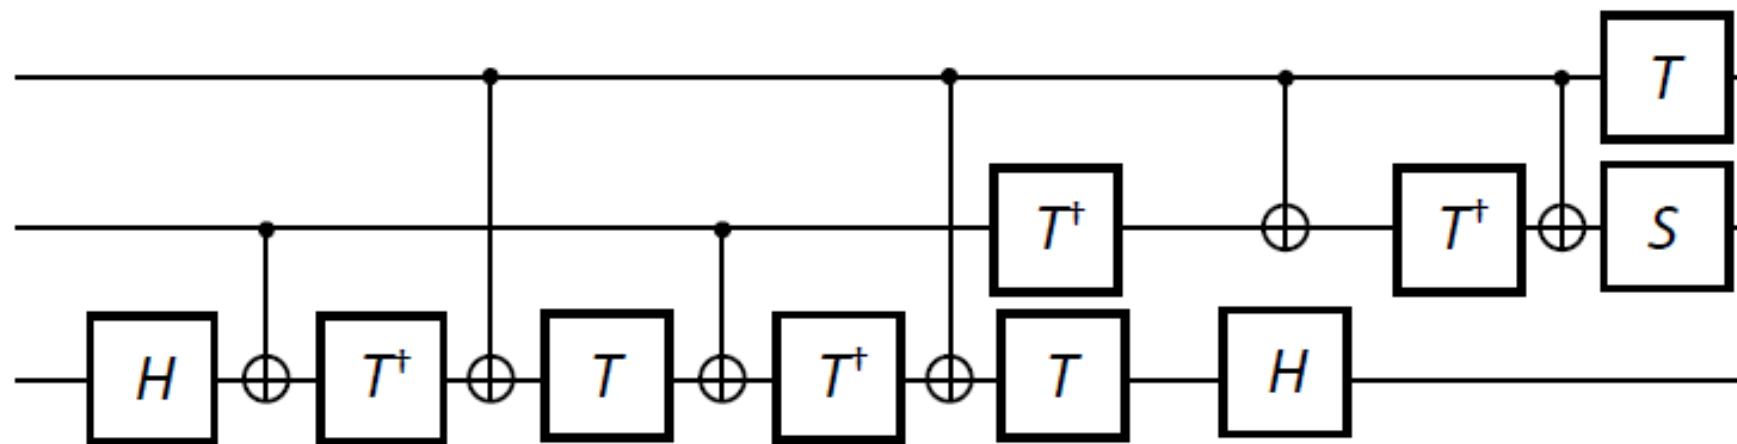 T
T† T† S
H T† T T† T H